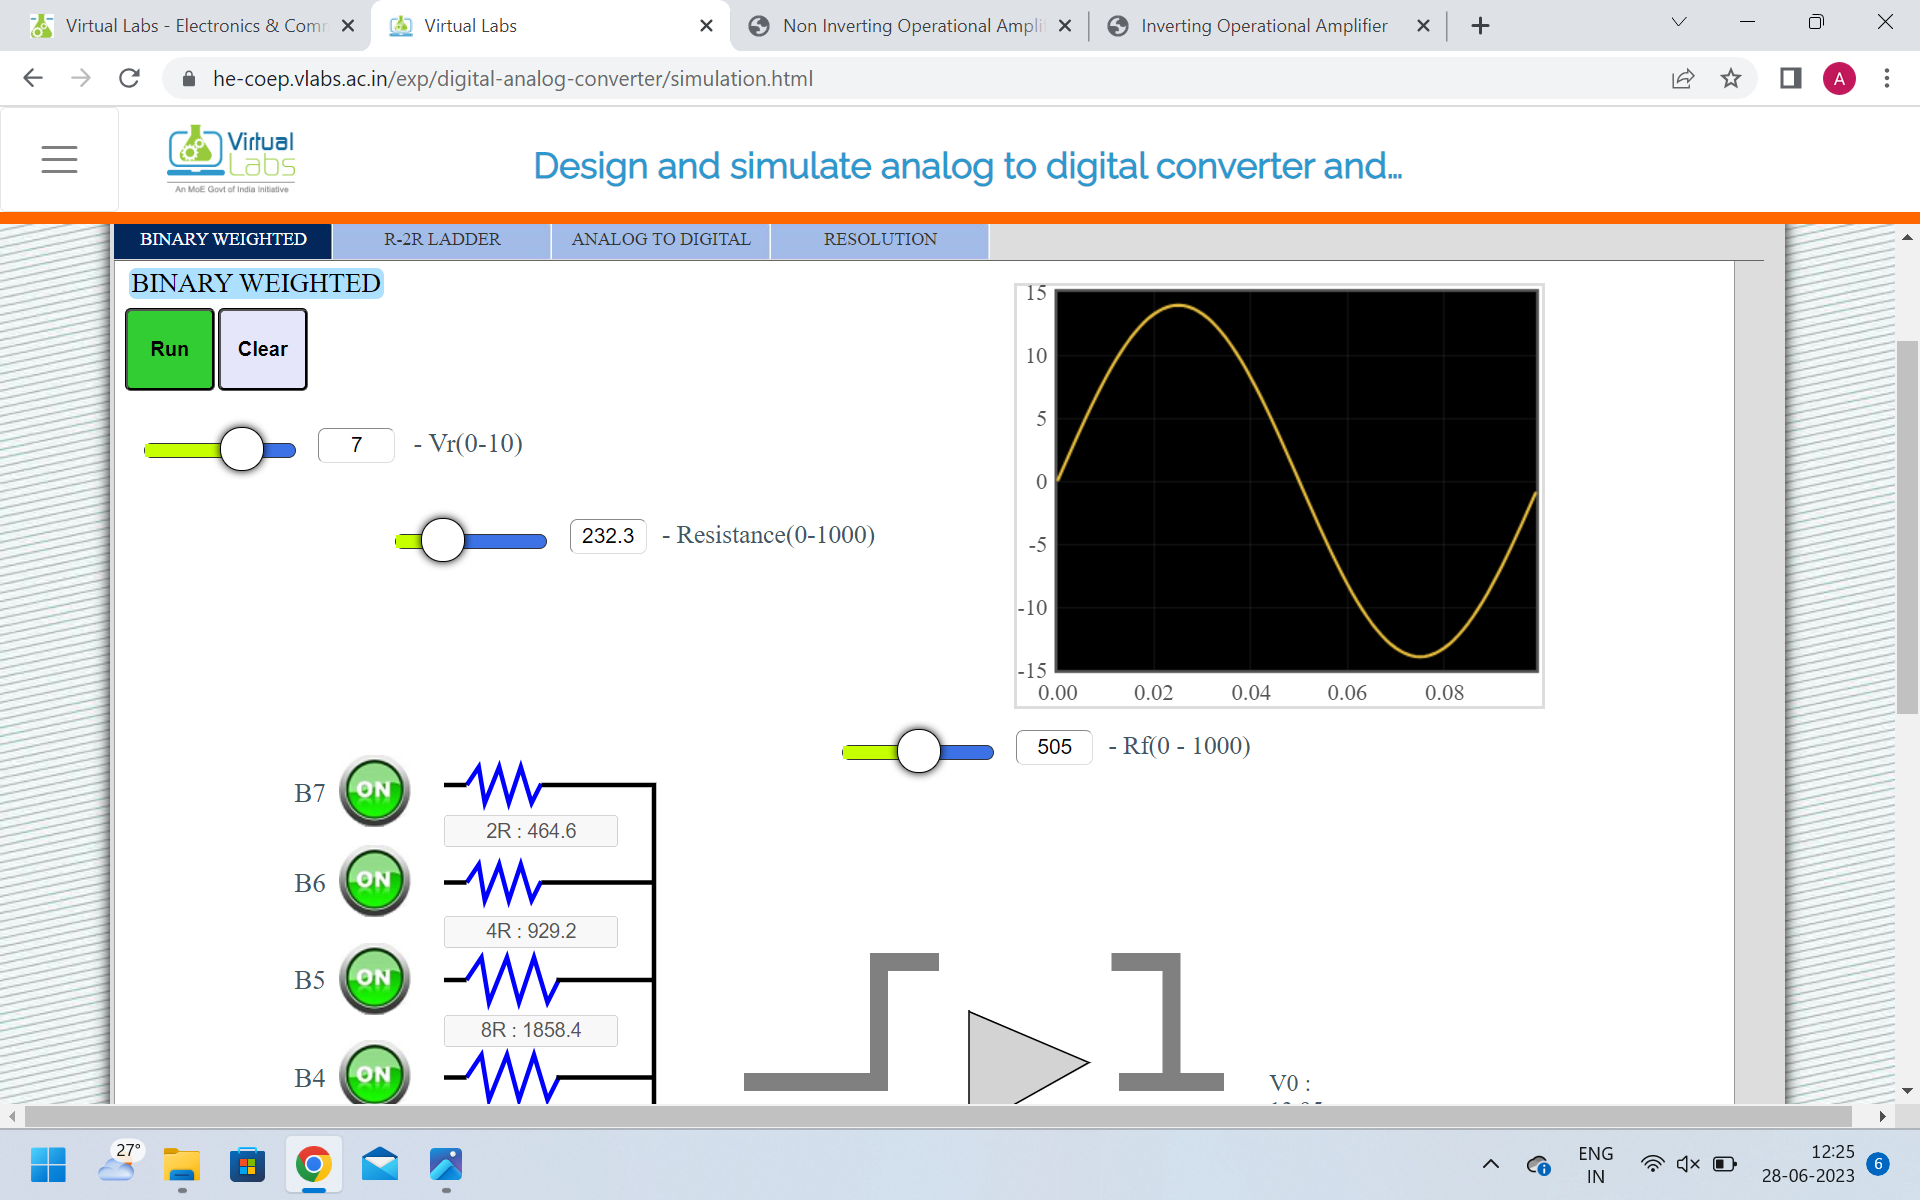 Virtual Labs - Electronics & Comm
Virtual Labs
Non Inverting Operational Ampli
Inverting Operational Amplifier
he-coep.vlabs.ac.in/exp/digital-analog-converter/simulation.html
A
Virtual
Labs
An MoE Govt of India Initiative
Design and simulate analog to digital converter and...
BINARY WEIGHTED
R-2R LADDER
ANALOG TO DIGITAL
RESOLUTION
BINARY WEIGHTED
Run
Clear
7
- Vr(0-10)
232.3
- Resistance(0-1000)
15
10
5
0
-5
-10
-15
0.00
0.02
0.04
0.06
0.08
505
- Rf(0 - 1000)
B7
ON
2R : 464.6
B6
ON
4R : 929.2
B5
ON
8R : 1858.4
B4
ON
V0 :
27°
ENG
IN
12:25
28-06-2023
6